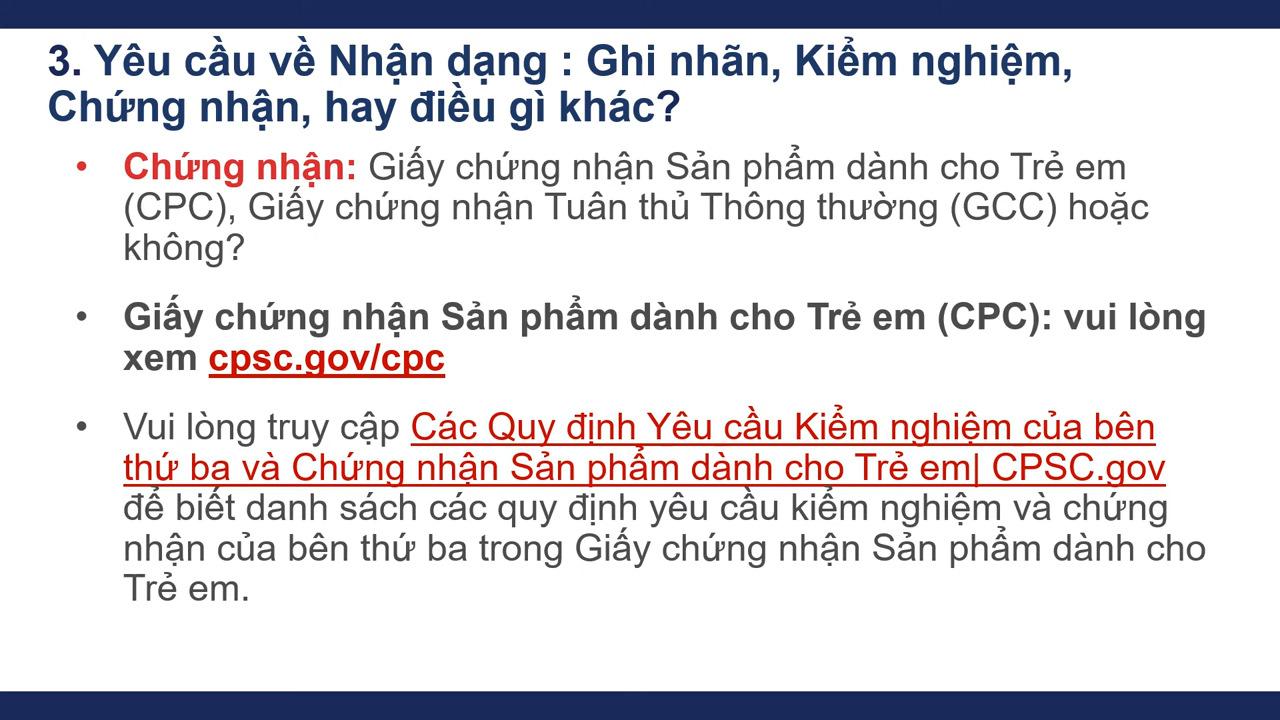 3. Yêu cầu về Nhận dạng : Ghi nhãn, Kiểm nghiệm,
Chứng nhận, hay điều gì khác?
• Chứng nhận: Giấy chứng nhận Sản phẩm dành cho Trẻ em
(CPC), Giấy chứng nhận Tuân thủ Thông thường (GCC) hoặc
không?
• Giấy chứng nhận Sản phẩm dành cho Trẻ em (CPC): vui lòng
xem cpsc.gov/cpc
• Vui lòng truy cập Các Quy định Yêu cầu Kiểm nghiệm của bên
thứ ba và Chứng nhận Sản phẩm dành cho Trẻ em| CPSC.gov
để biết danh sách các quy định yêu cầu kiểm nghiệm và chứng
nhận của bên thứ ba trong Giấy chứng nhận Sản phẩm dành cho
Trẻ em.